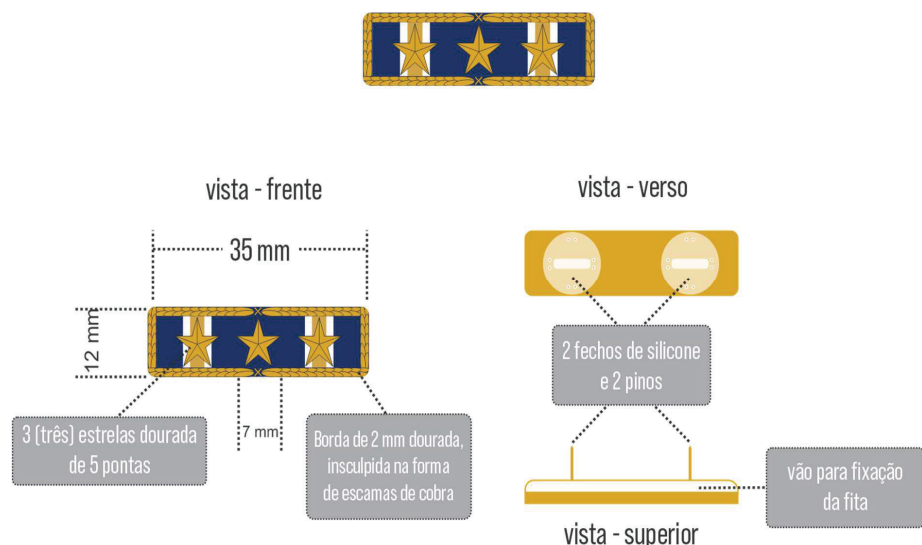 vista - frente
35 mm
12 mm
3 (três) estrelas dourada
de 5 pontas
7 mm
Borda de 2 mm dourada,
insculpida na forma
de escamas de cobra
vista - verso
2 fechos de silicone
e 2 pinos
vão para fixação
da fita
vista - superior